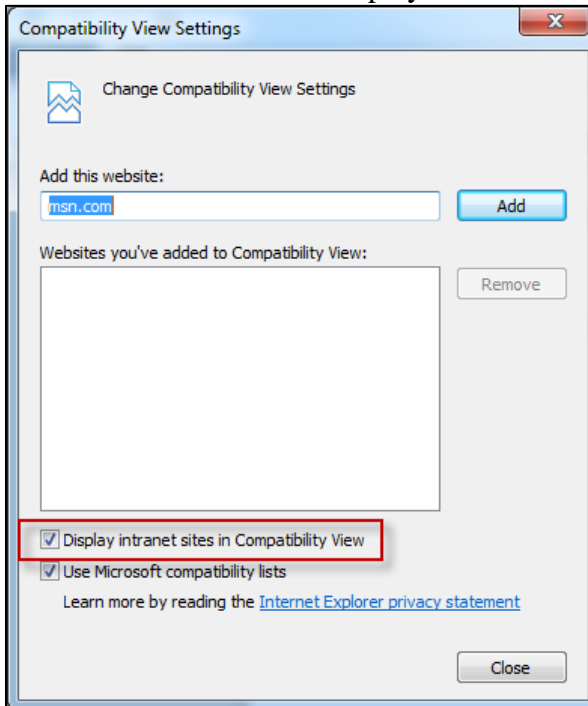 Compatibility View Settings
Change Compatibility View Settings
Add this website:
msn.com
Add
Websites you've added to Compatibility View:
Remove
Display intranet sites in Compatibility View
Use Microsoft compatibility lists
Learn more by reading the Internet Explorer privacy statement
Close